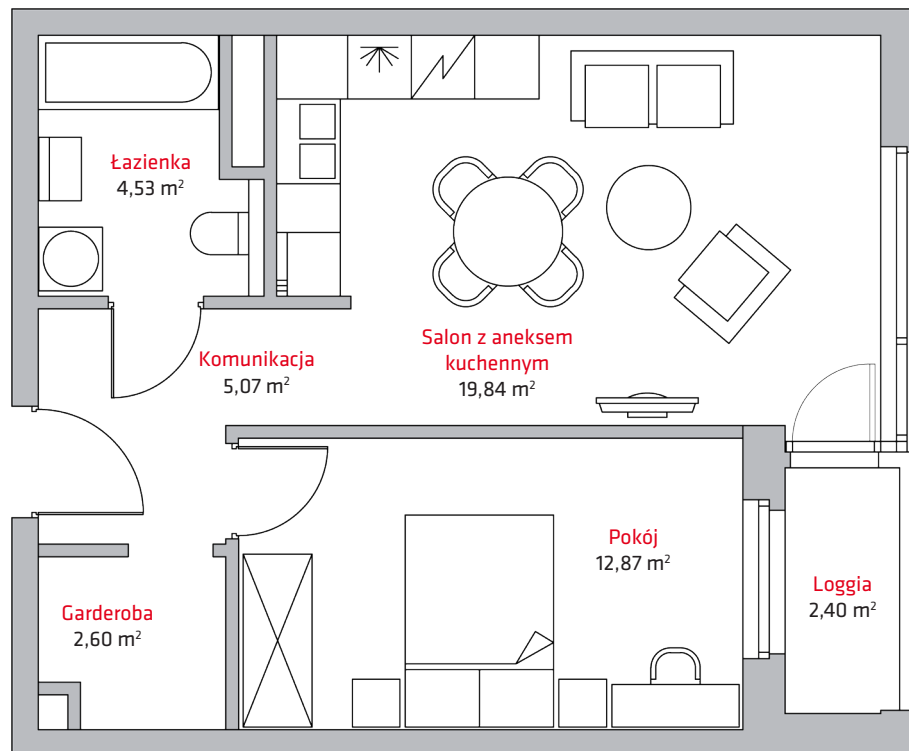 Łazienka
4,53 m²
Komunikacja
5,07 m²
Salon z aneksem
kuchennym
19,84 m²
Pokój
12,87 m²
Loggia
2,40 m²
Garderoba
2,60 m²